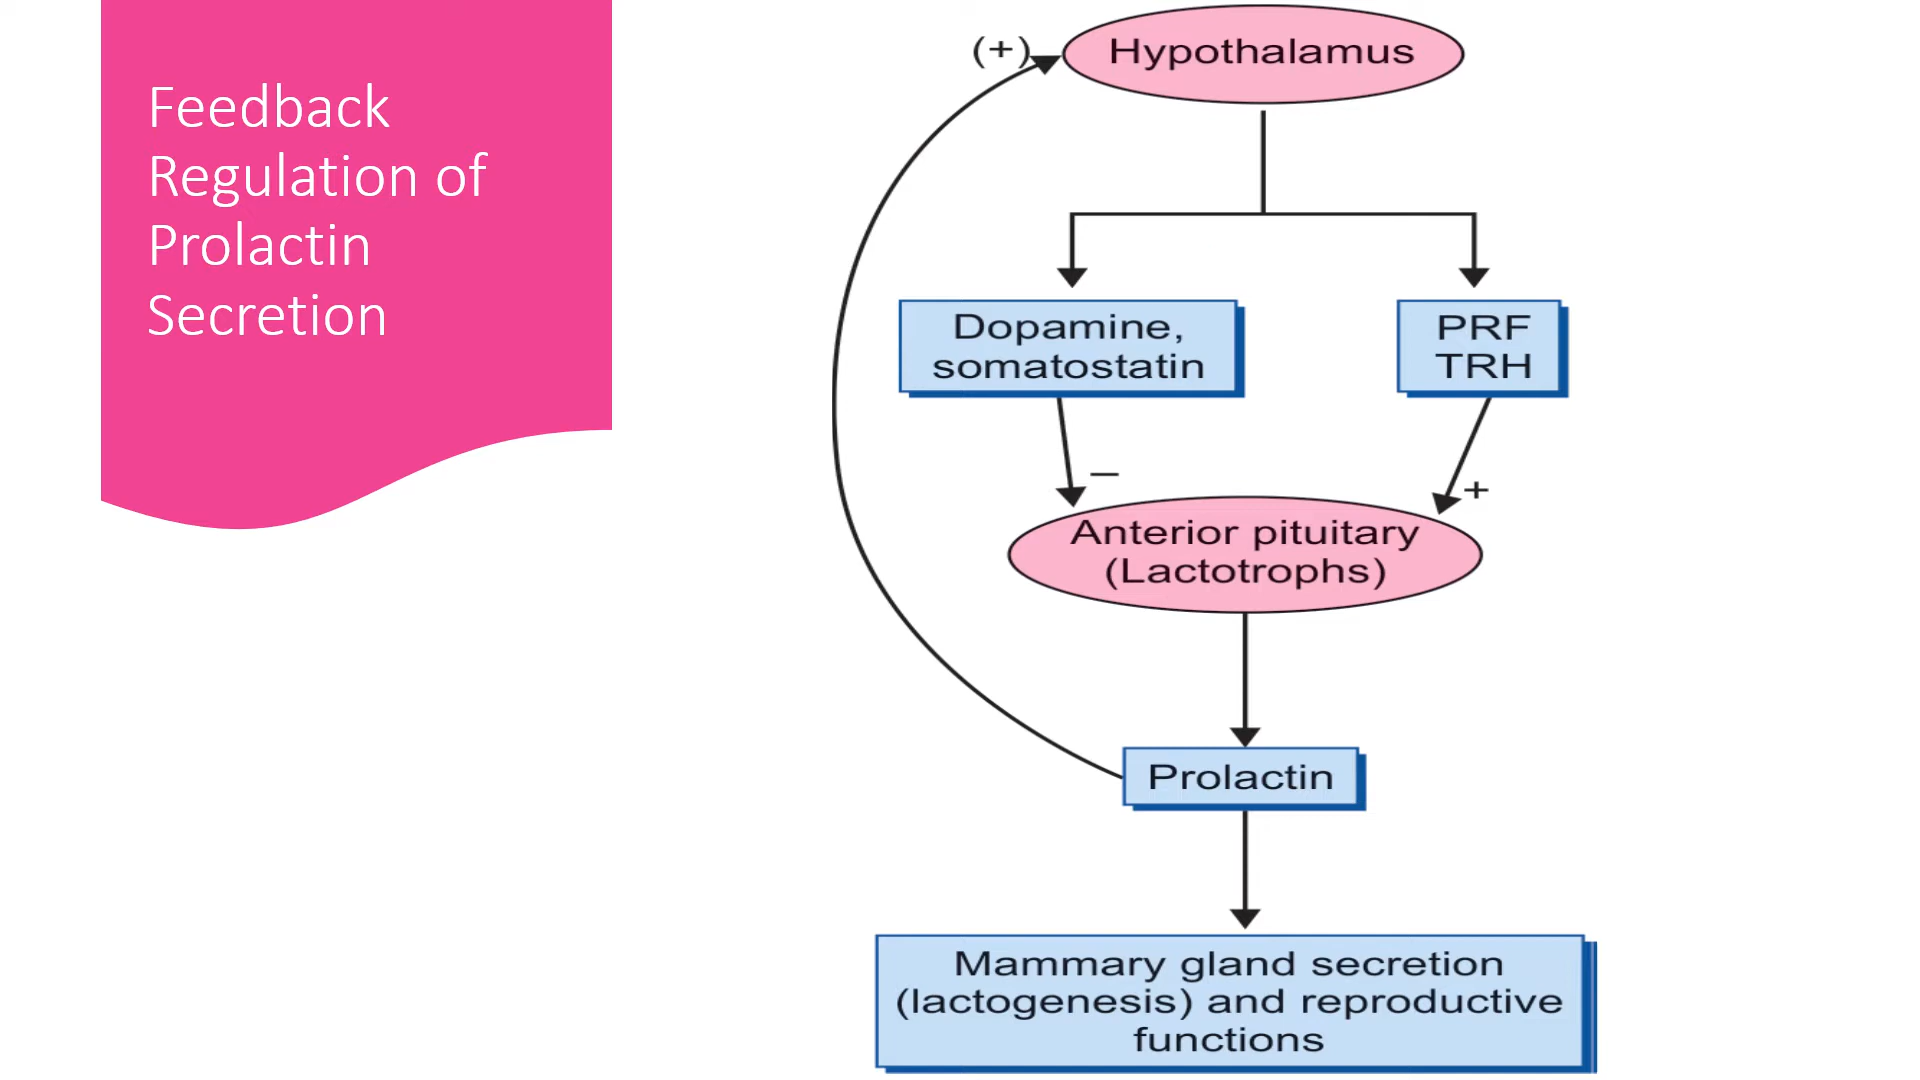 Feedback
Regulation of
Prolactin
Secretion
(+)
Hypothalamus
Dopamine,
somatostatin
PRF
TRH
–
+
Anterior pituitary
(Lactotrophs)
Prolactin
Mammary gland secretion
(lactogenesis) and reproductive
functions